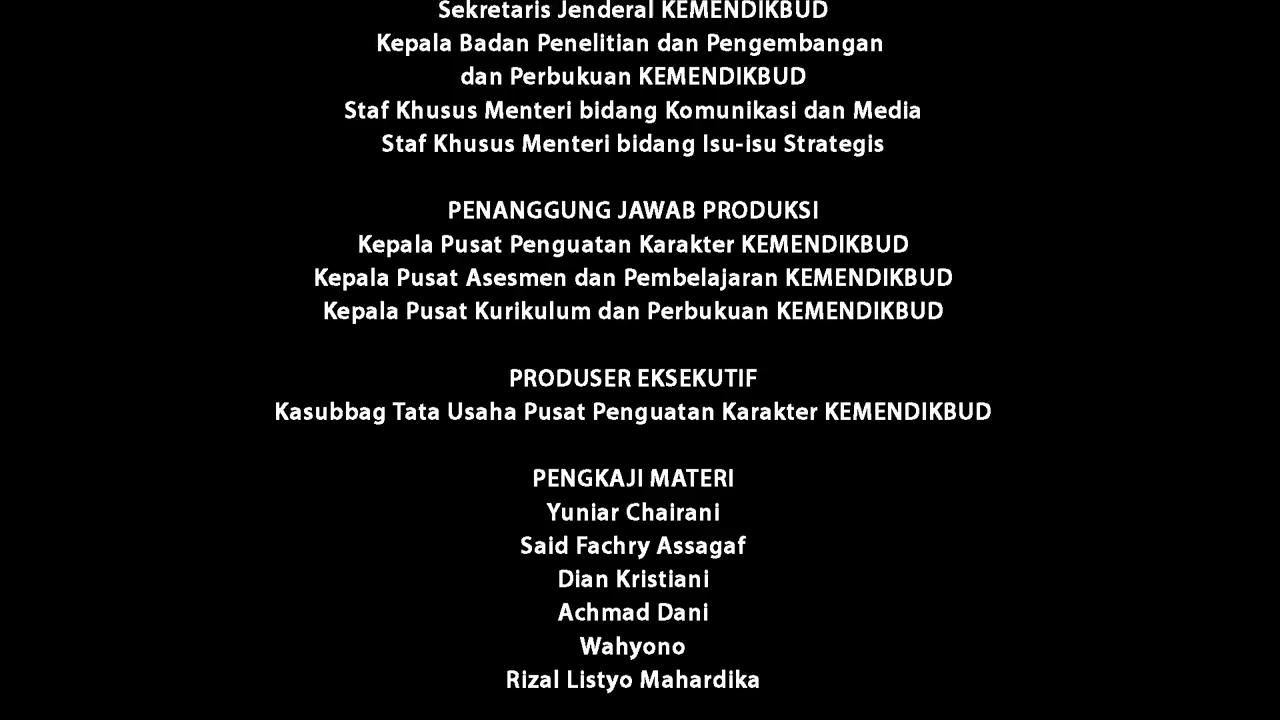 Sekretaris Jenderal KEMENDIKBUD
Kepala Badan Penelitian dan Pengembangan
dan Perbukuan KEMENDIKBUD
Staf Khusus Menteri bidang Komunikasi dan Media
Staf Khusus Menteri bidang Isu-isu Strategis
PENANGGUNG JAWAB PRODUKSI
Kepala Pusat Penguatan Karakter KEMENDIKBUD
Kepala Pusat Asesmen dan Pembelajaran KEMENDIKBUD
Kepala Pusat Kurikulum dan Perbukuan KEMENDIKBUD
PRODUSER EKSEKUTIF
Kasubbag Tata Usaha Pusat Penguatan Karakter KEMENDIKBUD
PENGKAJI MATERI
Yuniar Chairani
Said Fachry Assagaf
Dian Kristiani
Achmad Dani
Wahyono
Rizal Listyo Mahardika